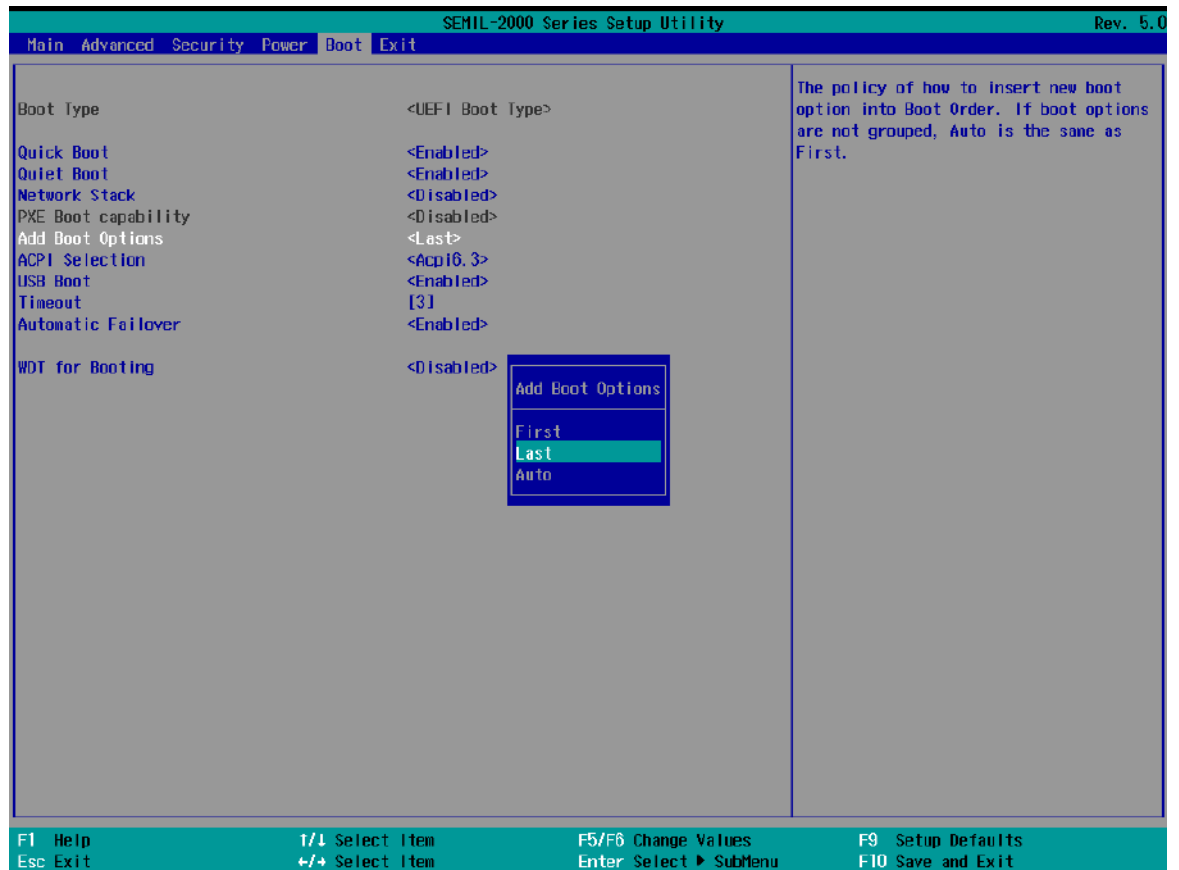 SEMIL-2000 Series Setup Utility Rev. 5.0
Main Advanced Security Power Boot Exit
Boot Type <UEFI Boot Type>
Quick Boot <Enabled>
Quiet Boot <Enabled>
Network Stack <Disabled>
PXE Boot capability <Disabled>
Add Boot Options <Last>
ACPI Selection <Acpi6.3>
USB Boot <Enabled>
Timeout [3]
Automatic Failover <Enabled>
WDT for Booting <Disabled>
Add Boot Options
First
Last
Auto
The policy of how to insert new boot
option into Boot Order. If boot options
are not grouped, Auto is the same as
First.
F1 Help ↑/↓ Select Item F5/F6 Change Values F9 Setup Defaults
Esc Exit ←/→ Select Item Enter Select ▶ SubMenu F10 Save and Exit